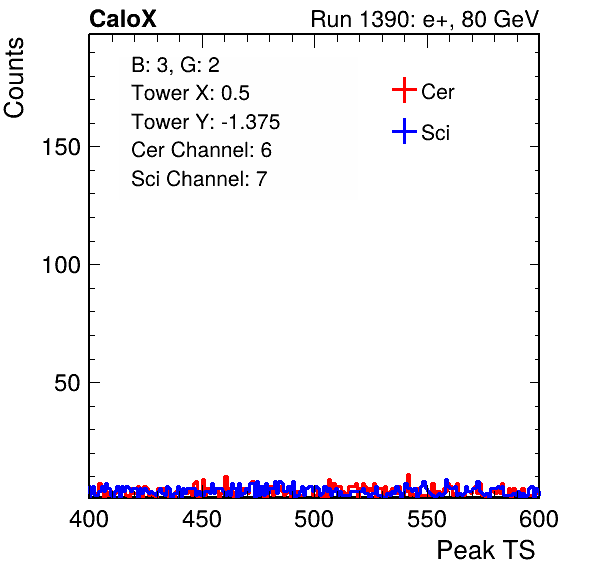 CaloX Run 1390: e+, 80 GeV
Counts
B: 3, G: 2
Tower X: 0.5
Tower Y: -1.375
Cer Channel: 6
Sci Channel: 7
Cer
Sci
150
100
50
400 450 500 550 600
Peak TS